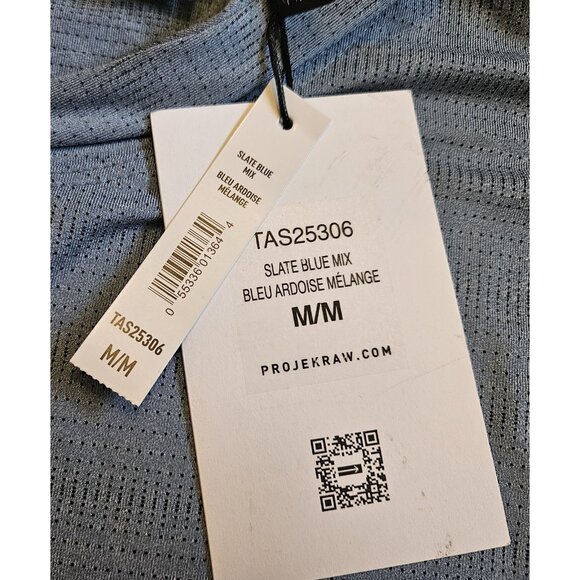 SLATE BLUE
MIX
BLEU ARDOISE
MÉLANGE
0 55336 01364 4
TAS25306
M/M
TAS25306
SLATE BLUE MIX
BLEU ARDOISE MÉLANGE
M/M
PROJEKRAW.COM